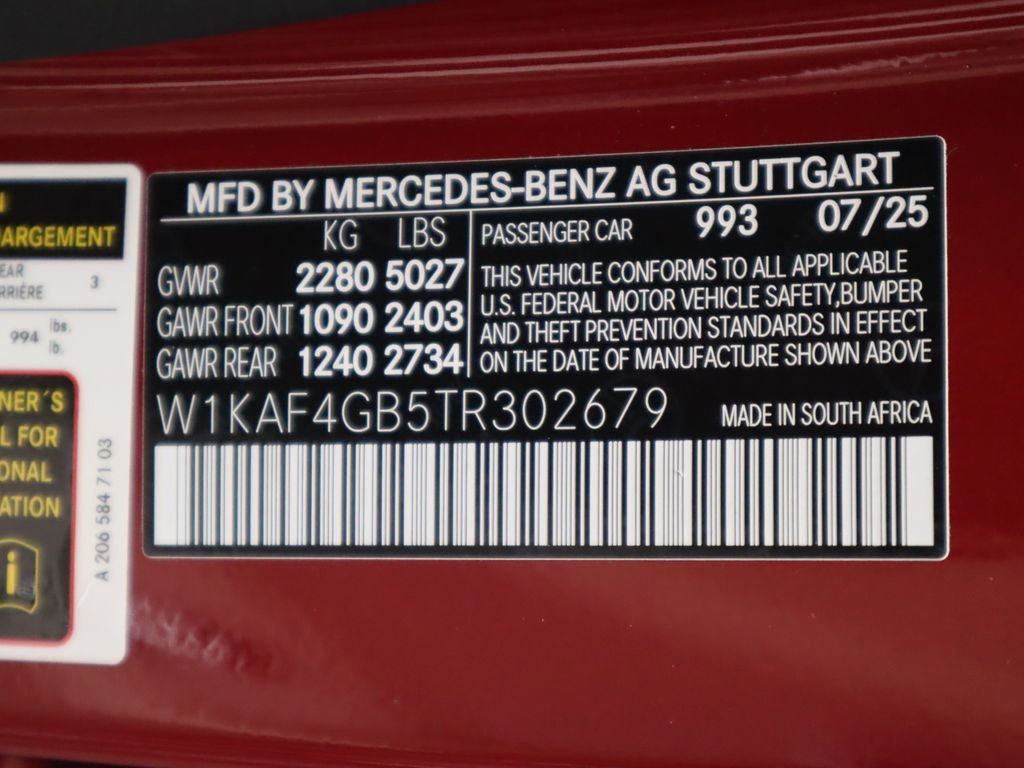 MFD BY MERCEDES-BENZ AG STUTTGART
KG LBS
GVWR 2280 5027
GAWR FRONT 1090 2403
GAWR REAR 1240 2734
PASSENGER CAR 993 07/25
THIS VEHICLE CONFORMS TO ALL APPLICABLE
U.S. FEDERAL MOTOR VEHICLE SAFETY,BUMPER
AND THEFT PREVENTION STANDARDS IN EFFECT
ON THE DATE OF MANUFACTURE SHOWN ABOVE
W1KAF4GB5TR302679 MADE IN SOUTH AFRICA
ARGEMENT
EAR
RRIÈRE 3
994 lbs.
lb.
NER´S
L FOR
ONAL
ATION
i
A 206 584 71 03